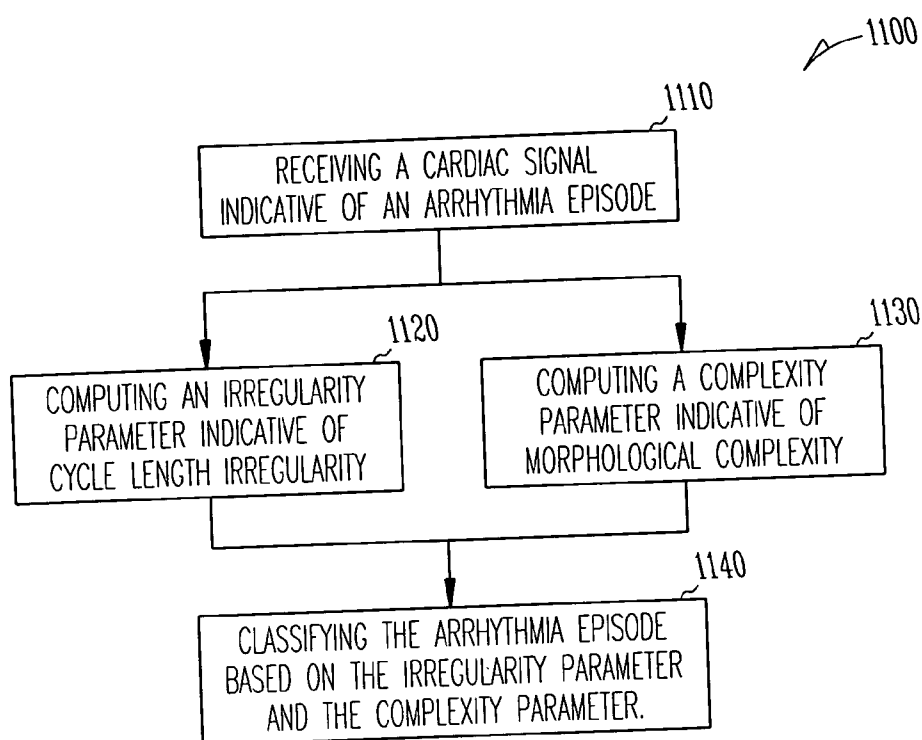 1100
1110
RECEIVING A CARDIAC SIGNAL
INDICATIVE OF AN ARRHYTHMIA EPISODE
1120
COMPUTING AN IRREGULARITY
PARAMETER INDICATIVE OF
CYCLE LENGTH IRREGULARITY
1130
COMPUTING A COMPLEXITY
PARAMETER INDICATIVE OF
MORPHOLOGICAL COMPLEXITY
1140
CLASSIFYING THE ARRHYTHMIA EPISODE
BASED ON THE IRREGULARITY PARAMETER
AND THE COMPLEXITY PARAMETER.